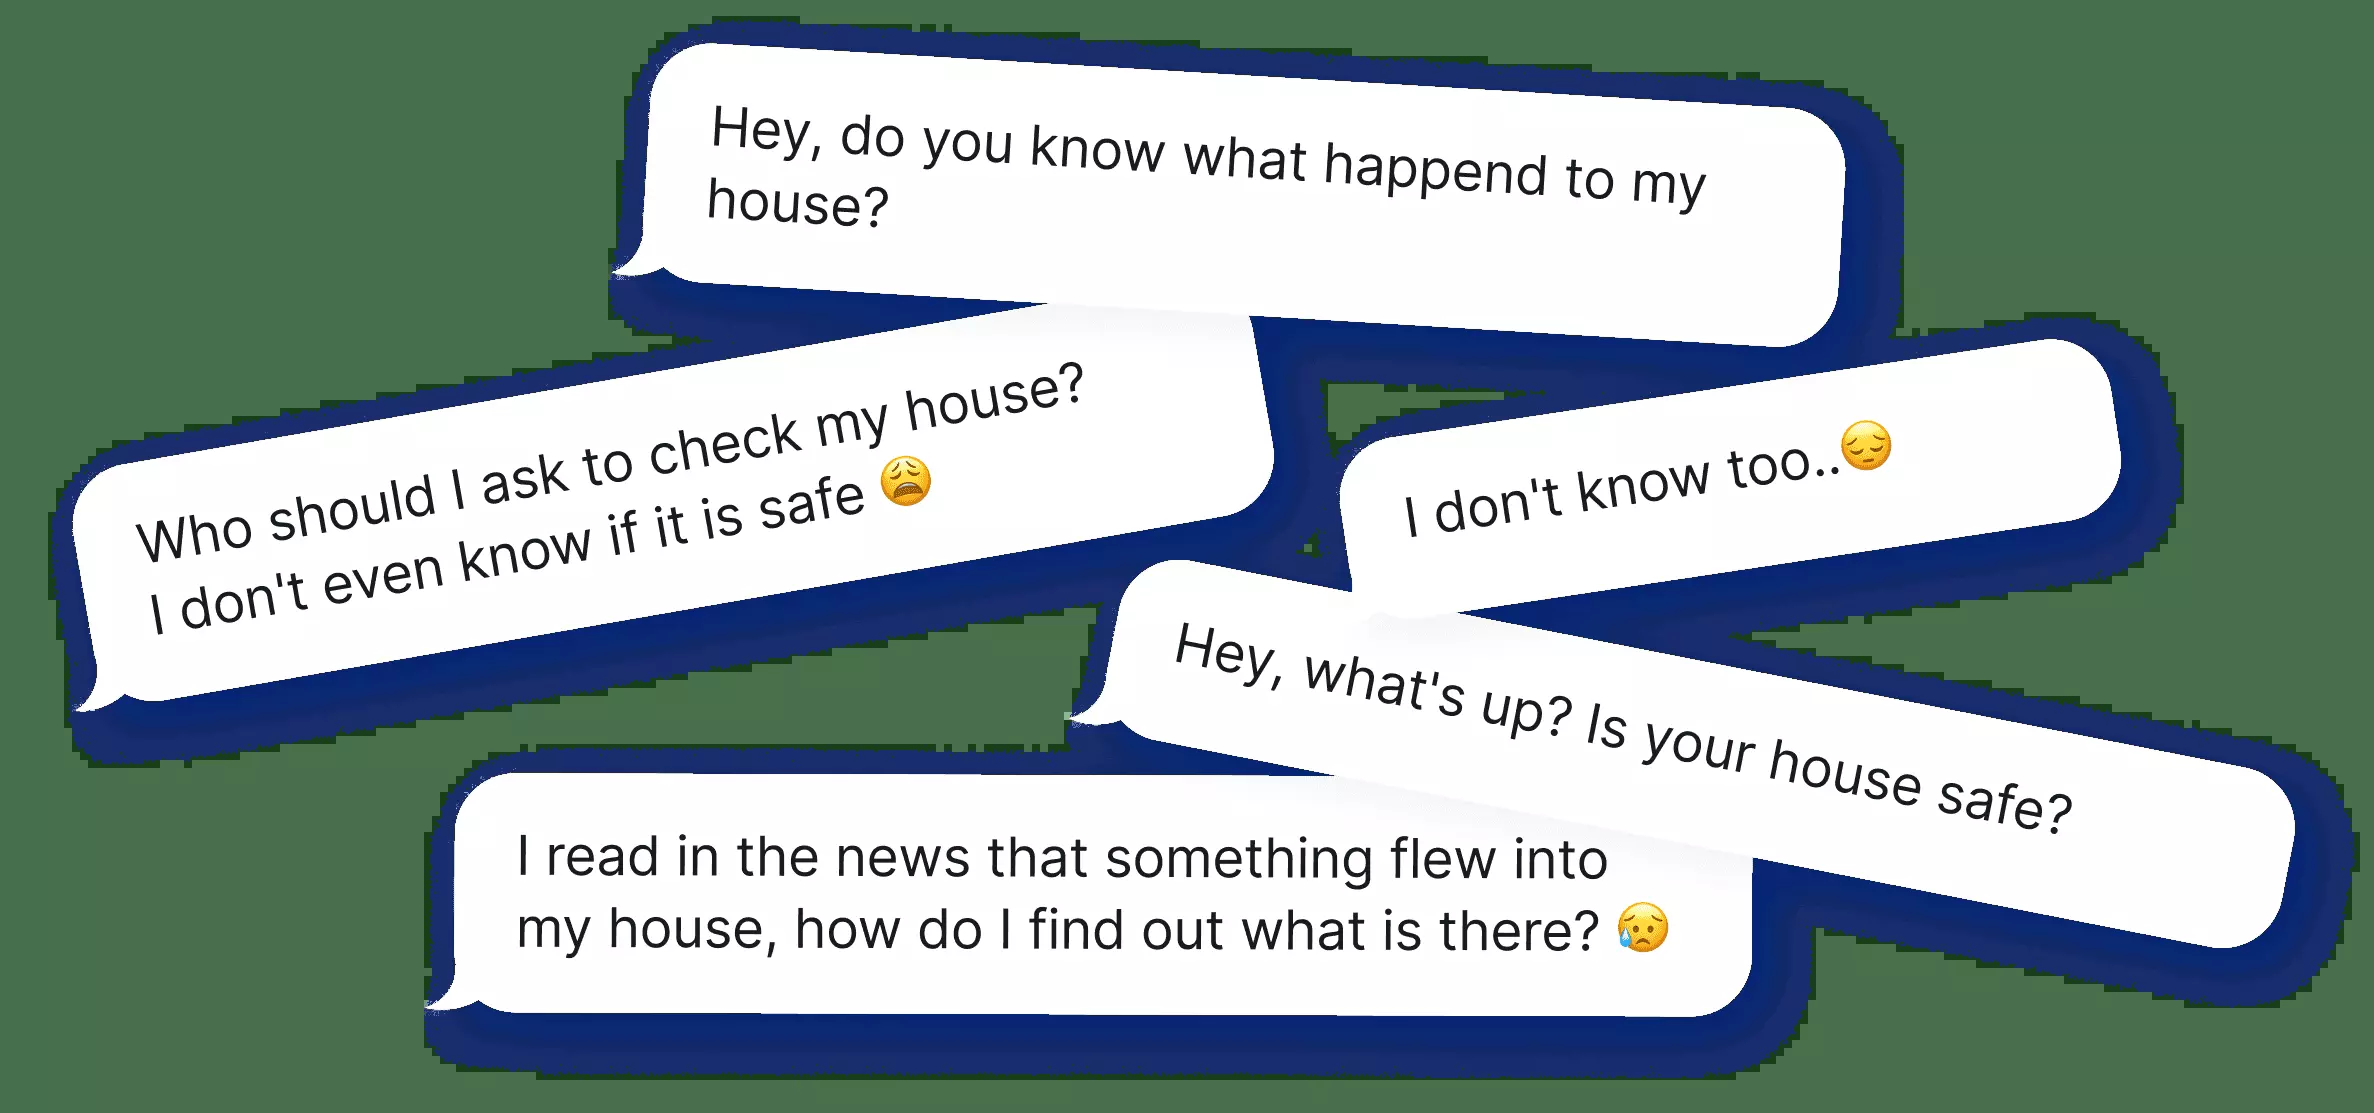 Hey, do you know what happend to my
house?
Who should I ask to check my house?
I don't even know if it is safe 😩
I don't know too..😔
Hey, what's up? Is your house safe?
I read in the news that something flew into
my house, how do I find out what is there? 😥